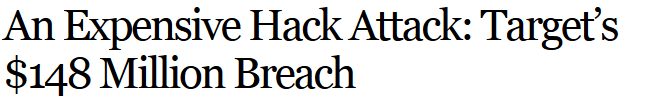 An Expensive Hack Attack: Target’s
$148 Million Breach